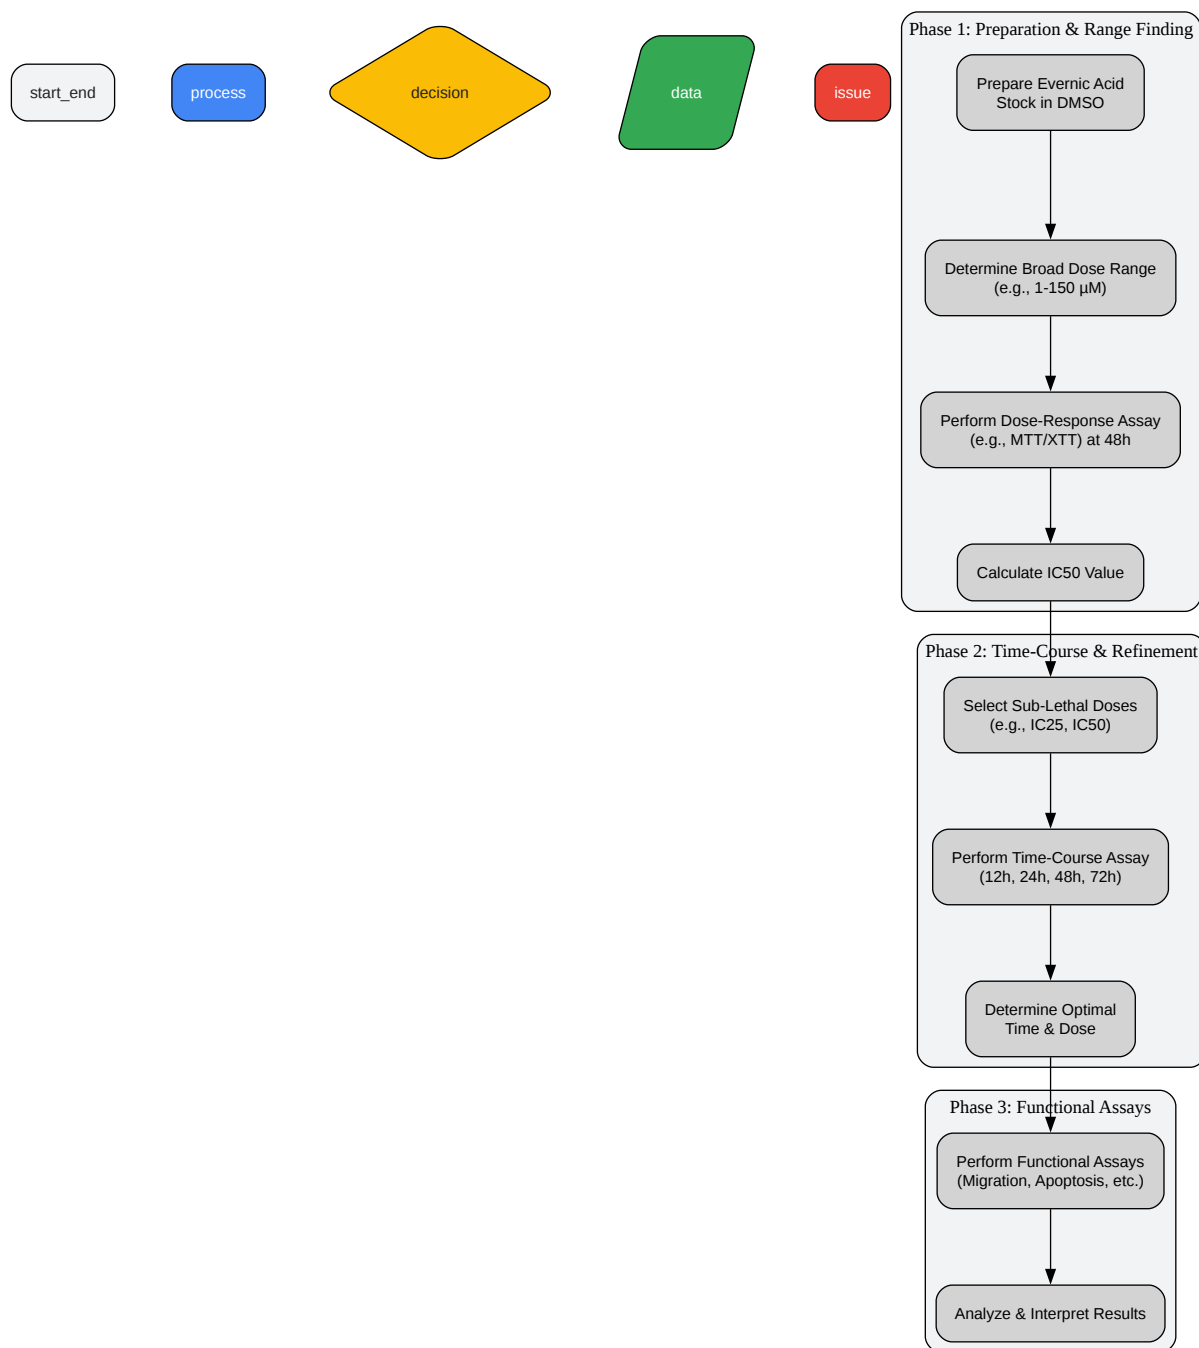 start_end
process
decision
data
issue
Phase 1: Preparation & Range Finding
Prepare Evernic Acid
Stock in DMSO
Determine Broad Dose Range
(e.g., 1-150 µM)
Perform Dose-Response Assay
(e.g., MTT/XTT) at 48h
Calculate IC50 Value
Phase 2: Time-Course & Refinement
Select Sub-Lethal Doses
(e.g., IC25, IC50)
Perform Time-Course Assay
(12h, 24h, 48h, 72h)
Determine Optimal
Time & Dose
Phase 3: Functional Assays
Perform Functional Assays
(Migration, Apoptosis, etc.)
Analyze & Interpret Results